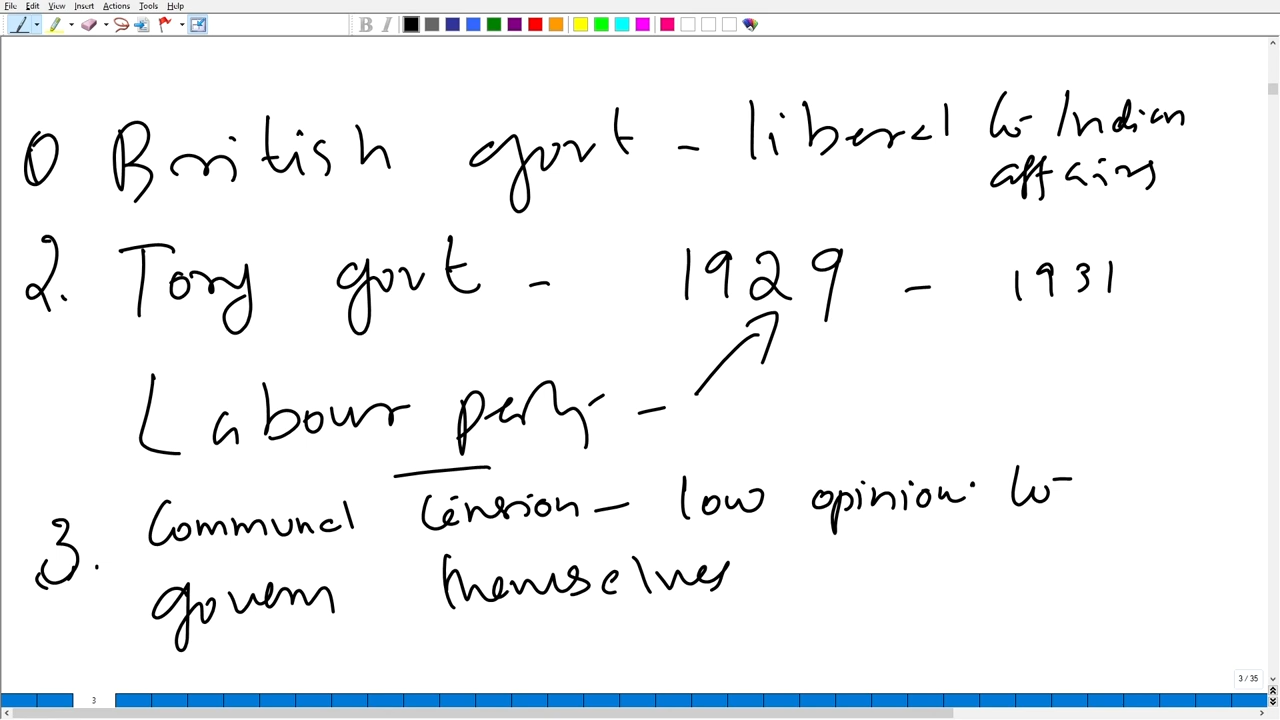 File Edit View Insert Actions Tools Help
B I
1) British govt - liberal to Indian
affairs
2. Tory govt - 1929 - 1931
Labour party -
3. Communal tension - low opinion to
govern themselves
3
3 / 35